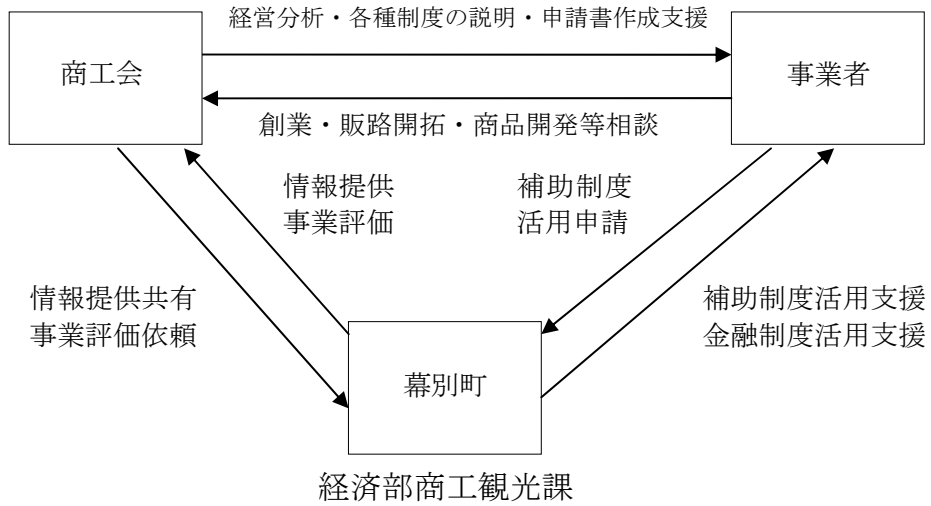 経営分析・各種制度の説明・申請書作成支援
商工会
事業者
創業・販路開拓・商品開発等相談
情報提供
事業評価
補助制度
活用申請
情報提供共有
事業評価依頼
補助制度活用支援
金融制度活用支援
幕別町
経済部商工観光課